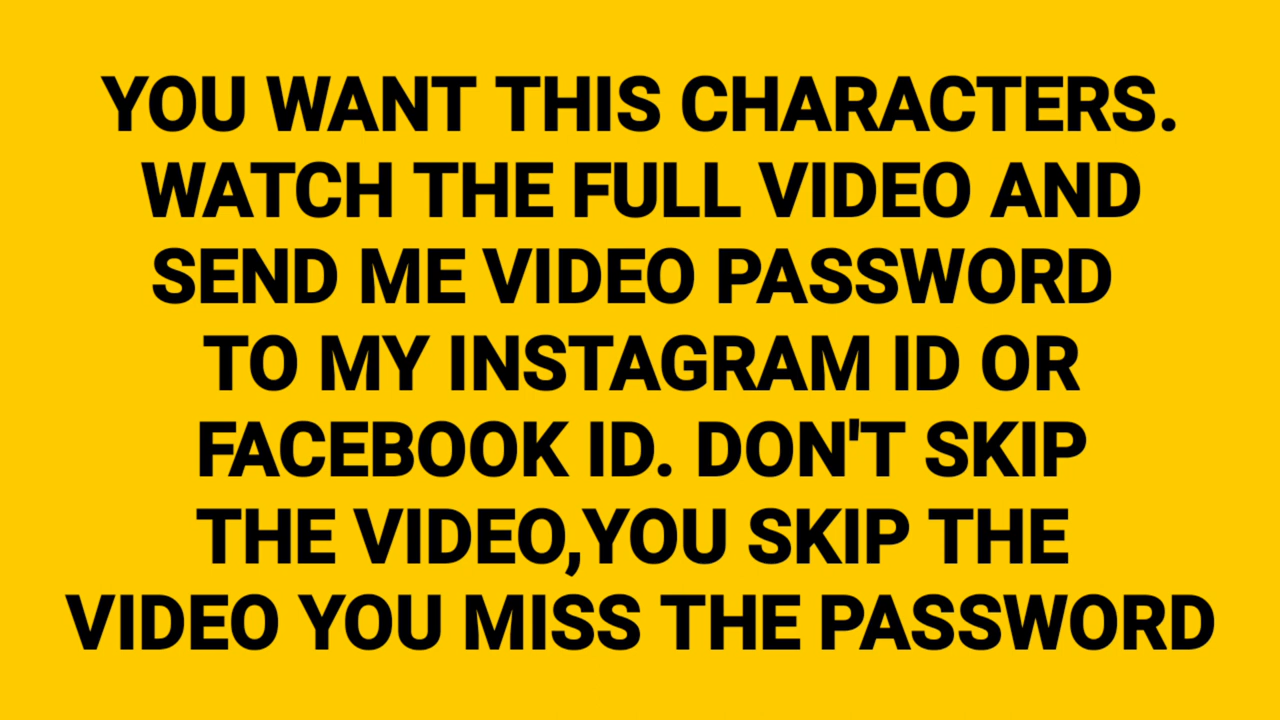 YOU WANT THIS CHARACTERS.
WATCH THE FULL VIDEO AND
SEND ME VIDEO PASSWORD
TO MY INSTAGRAM ID OR
FACEBOOK ID. DON'T SKIP
THE VIDEO,YOU SKIP THE
VIDEO YOU MISS THE PASSWORD